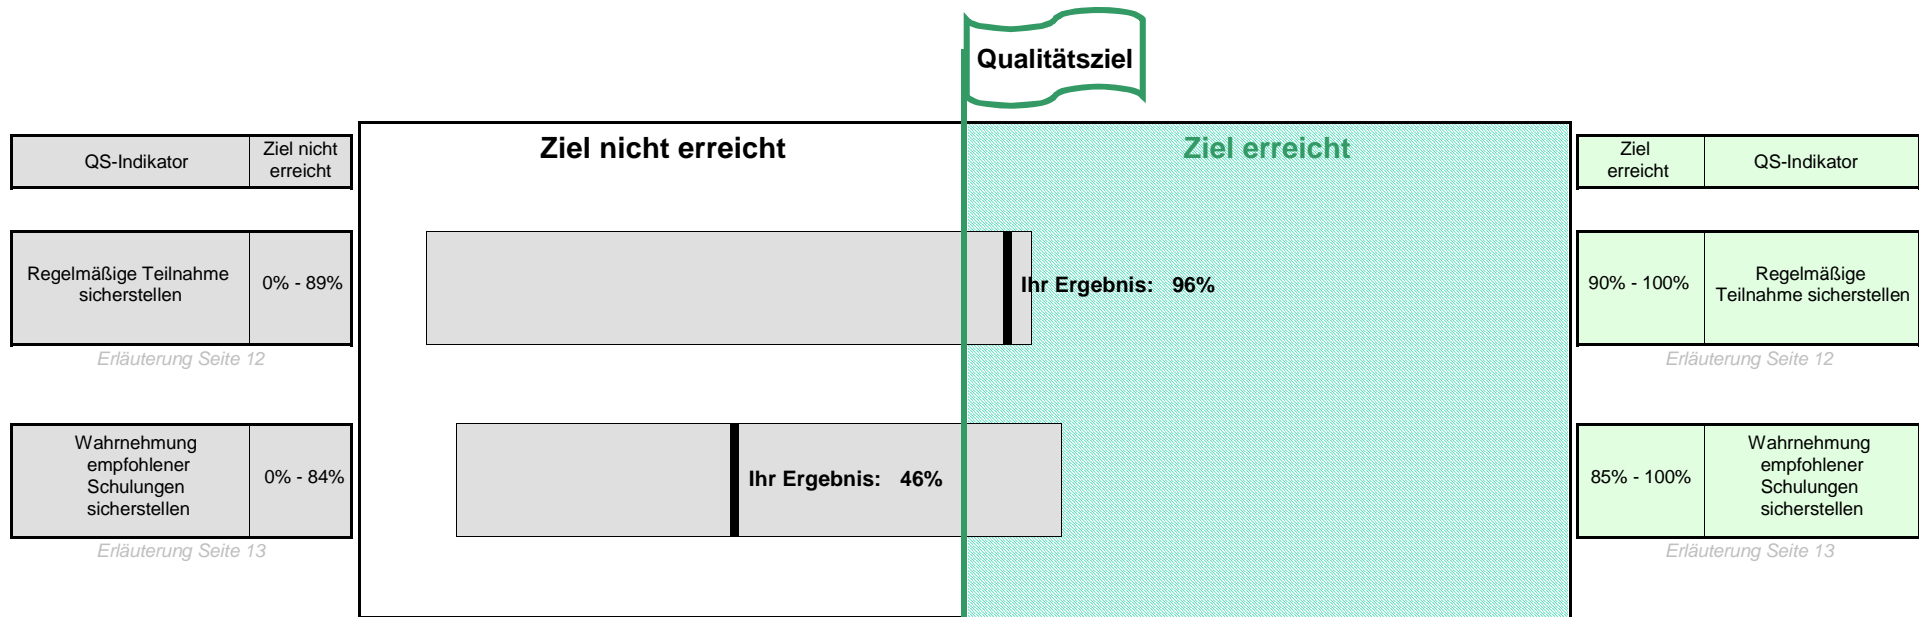 Qualitätsziel
Ziel nicht erreicht
Ziel erreicht
QS-Indikator
Ziel nicht
erreicht
Ziel
erreicht
QS-Indikator
Regelmäßige Teilnahme
sicherstellen
0% - 89%
Ihr Ergebnis: 96%
90% - 100%
Regelmäßige
Teilnahme sicherstellen
Erläuterung Seite 12
Erläuterung Seite 12
Wahrnehmung
empfohlener
Schulungen
sicherstellen
0% - 84%
Ihr Ergebnis: 46%
85% - 100%
Wahrnehmung
empfohlener
Schulungen
sicherstellen
Erläuterung Seite 13
Erläuterung Seite 13